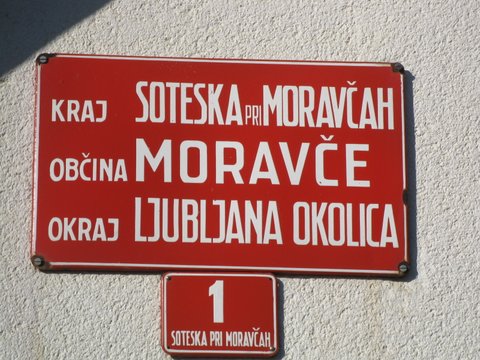 KRAJ SOTESKA PRI MORAVČAH
OBČINA MORAVČE
OKRAJ LJUBLJANA OKOLICA
1
SOTESKA PRI MORAVČAH